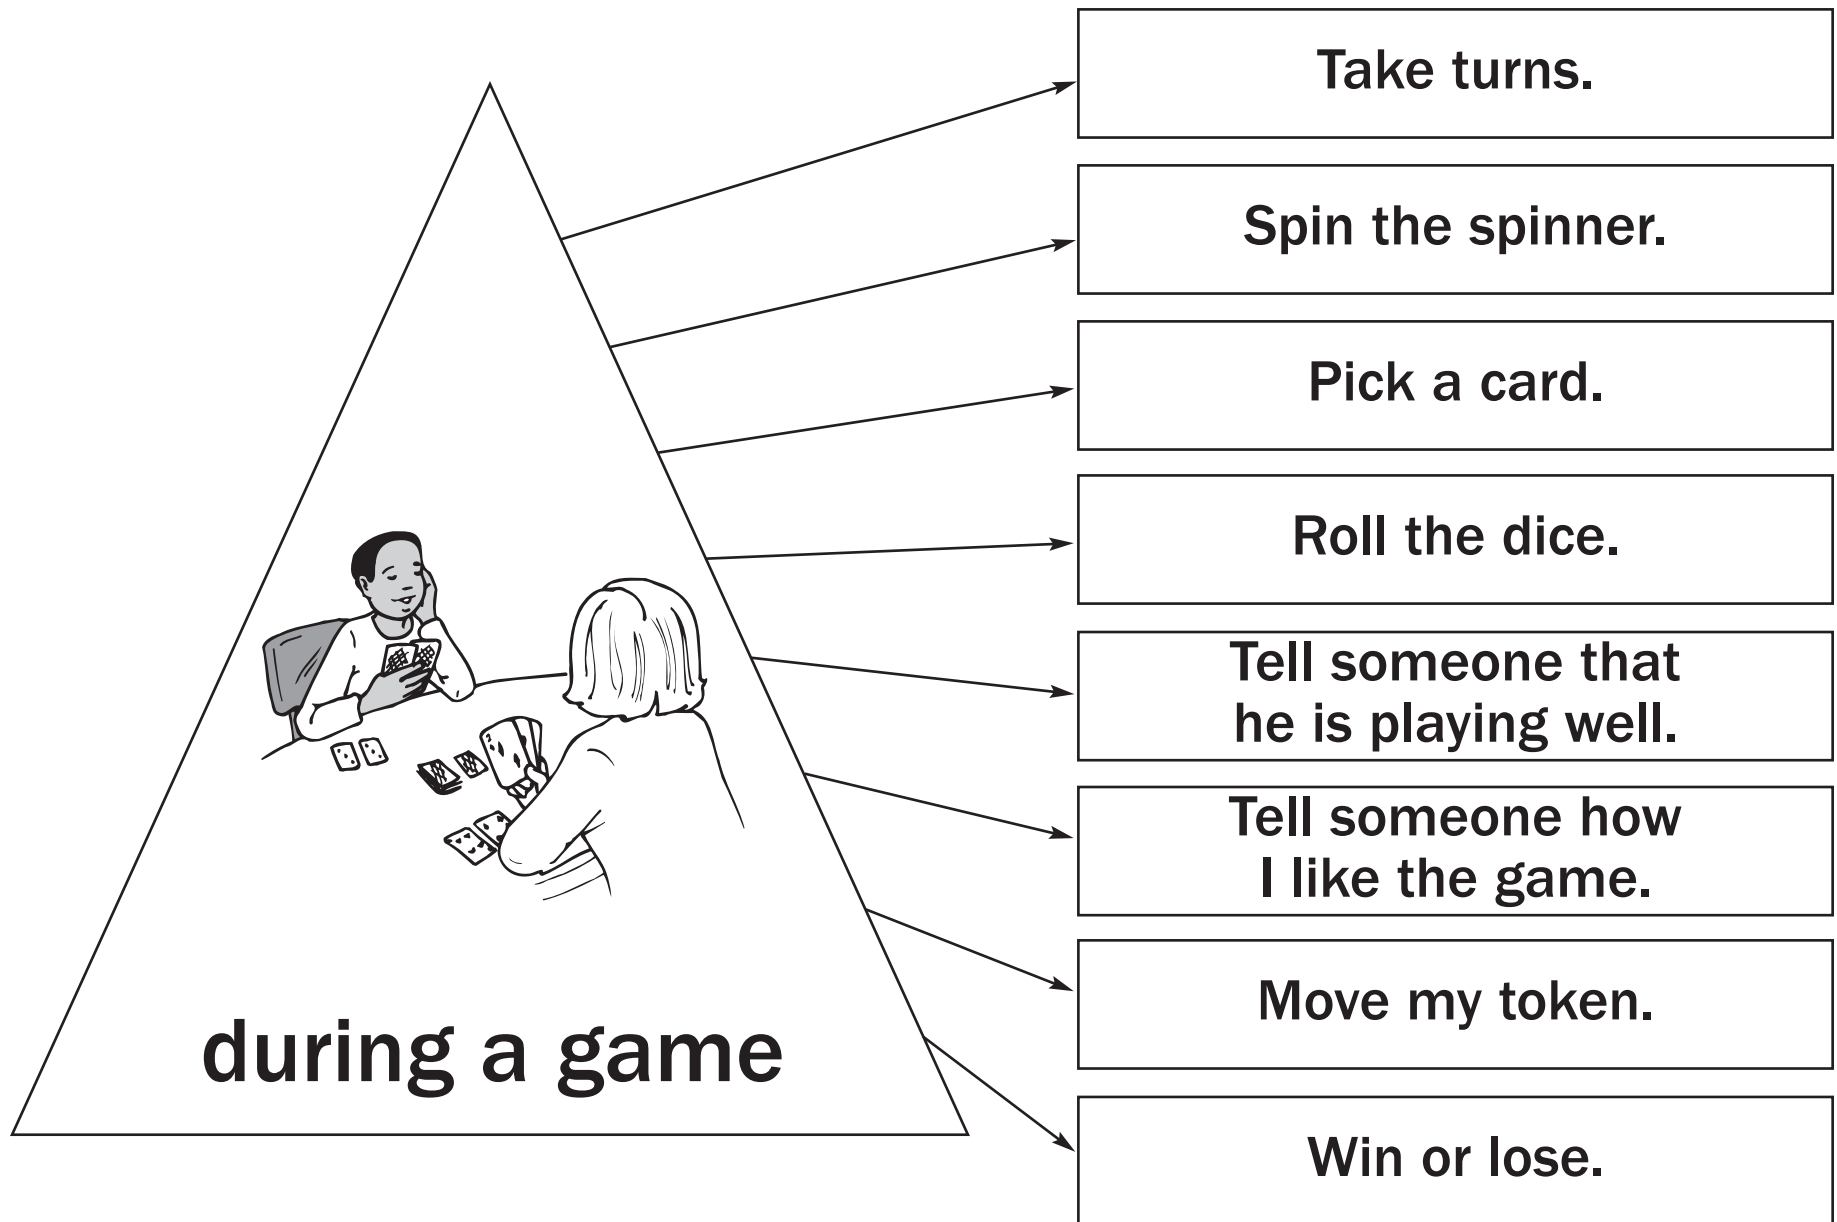 Take turns.
Spin the spinner.
Pick a card.
Roll the dice.
Tell someone that
he is playing well.
Tell someone how
I like the game.
Move my token.
Win or lose.
during a game